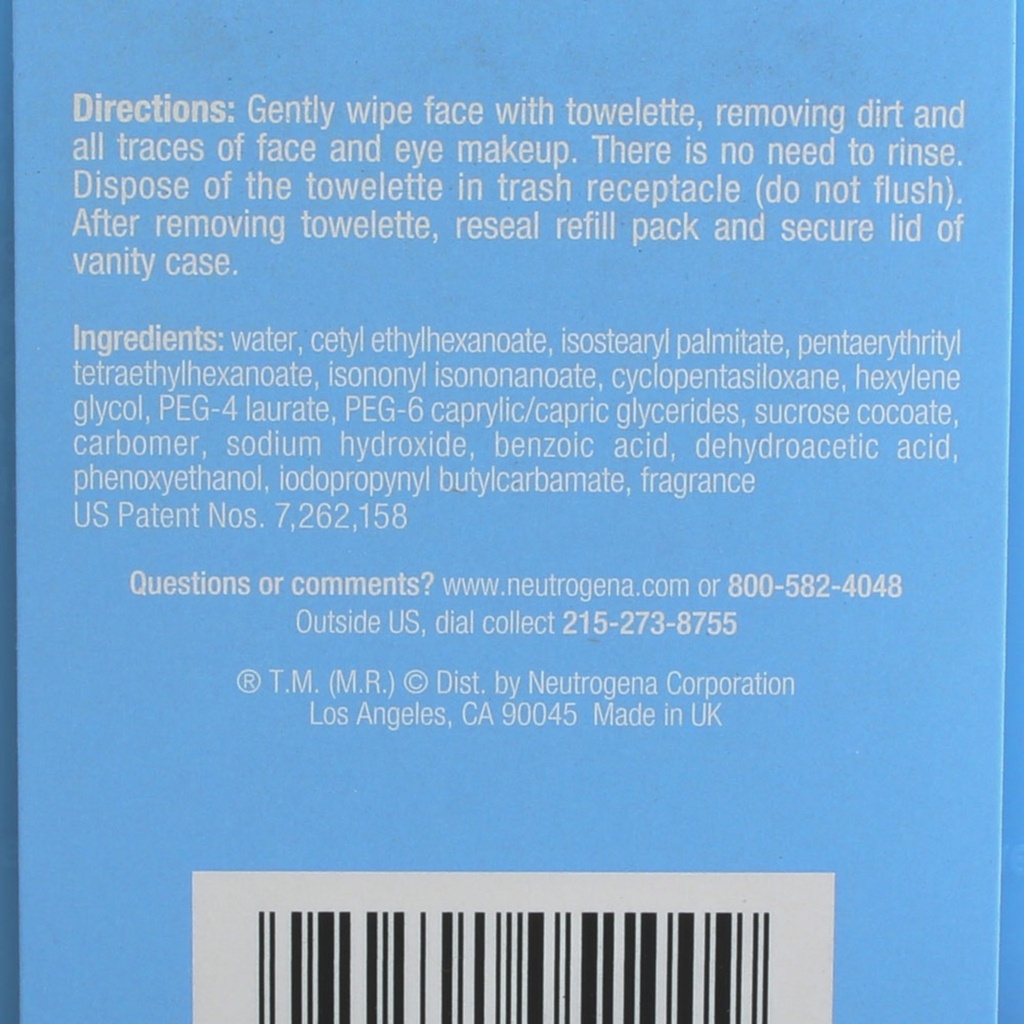 Directions: Gently wipe face with towelette, removing dirt and
all traces of face and eye makeup. There is no need to rinse.
Dispose of the towelette in trash receptacle (do not flush).
After removing towelette, reseal refill pack and secure lid of
vanity case.
Ingredients: water, cetyl ethylhexanoate, isostearyl palmitate, pentaerythrityl
tetraethylhexanoate, isononyl isononanoate, cyclopentasiloxane, hexylene
glycol, PEG-4 laurate, PEG-6 caprylic/capric glycerides, sucrose cocoate,
carbomer, sodium hydroxide, benzoic acid, dehydroacetic acid,
phenoxyethanol, iodopropynyl butylcarbamate, fragrance
US Patent Nos. 7,262,158
Questions or comments? www.neutrogena.com or 800-582-4048
Outside US, dial collect 215-273-8755
® T.M. (M.R.) © Dist. by Neutrogena Corporation
Los Angeles, CA 90045 Made in UK